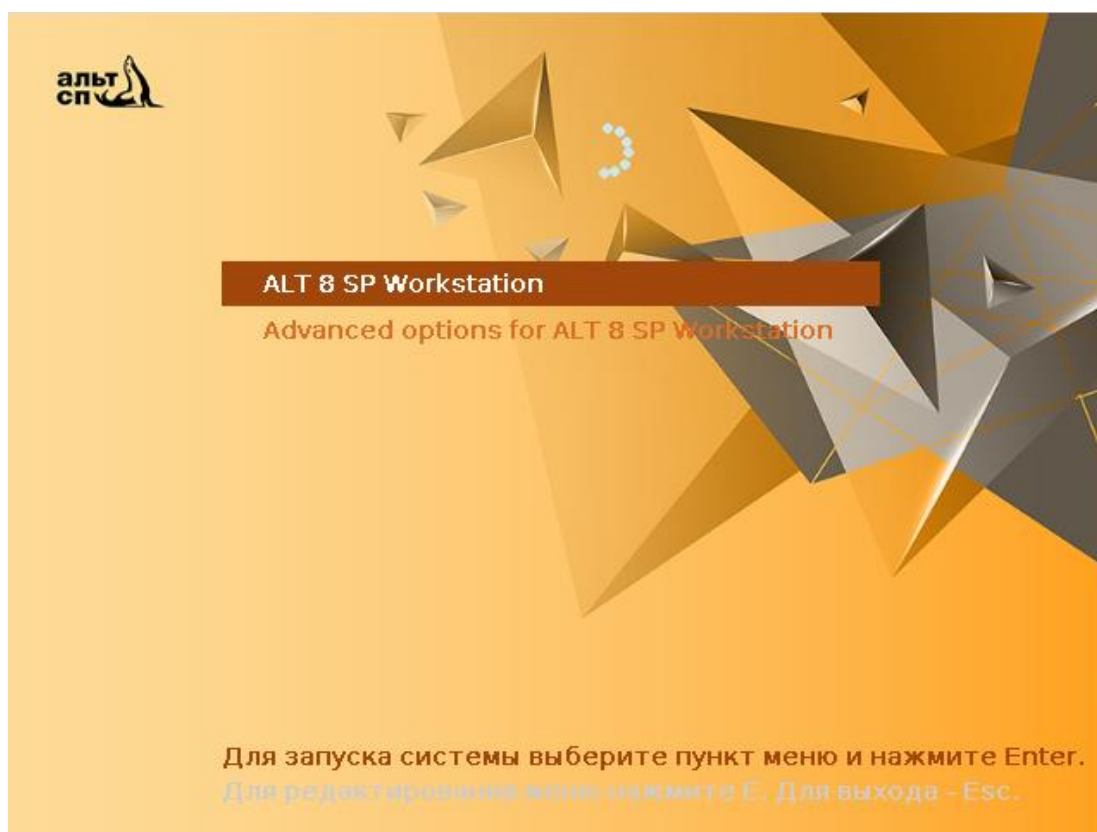 альт
сп
ALT 8 SP Workstation
Advanced options for ALT 8 SP Workstation
Для запуска системы выберите пункт меню и нажмите Enter.
Для редактирования меню нажмите E. Для выхода - Esc.